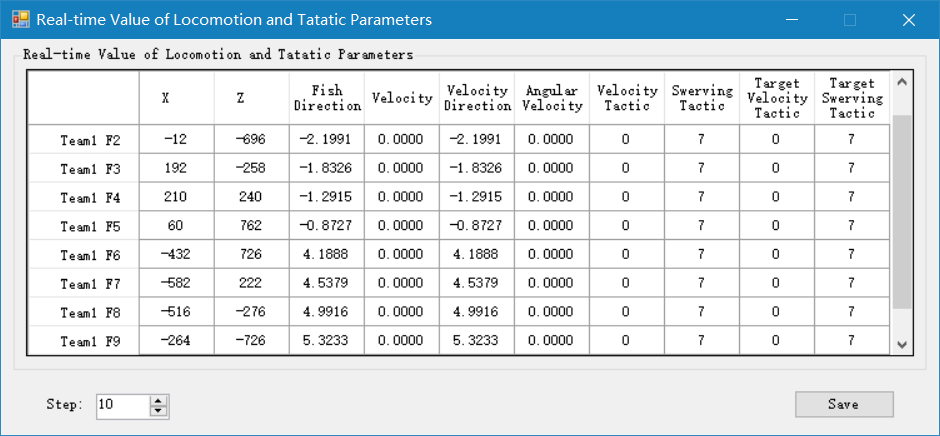 Real-time Value of Locomotion and Tatatic Parameters
Real-time Value of Locomotion and Tatatic Parameters
X Z Fish Direction Velocity Velocity Direction Angular Velocity Velocity Tactic Swerving Tactic Target Velocity Tactic Target Swerving Tactic
Team1 F2 -12 -696 -2.1991 0.0000 -2.1991 0.0000 0 7 0 7
Team1 F3 192 -258 -1.8326 0.0000 -1.8326 0.0000 0 7 0 7
Team1 F4 210 240 -1.2915 0.0000 -1.2915 0.0000 0 7 0 7
Team1 F5 60 762 -0.8727 0.0000 -0.8727 0.0000 0 7 0 7
Team1 F6 -432 726 4.1888 0.0000 4.1888 0.0000 0 7 0 7
Team1 F7 -582 222 4.5379 0.0000 4.5379 0.0000 0 7 0 7
Team1 F8 -516 -276 4.9916 0.0000 4.9916 0.0000 0 7 0 7
Team1 F9 -264 -726 5.3233 0.0000 5.3233 0.0000 0 7 0 7
Step: 10 Save